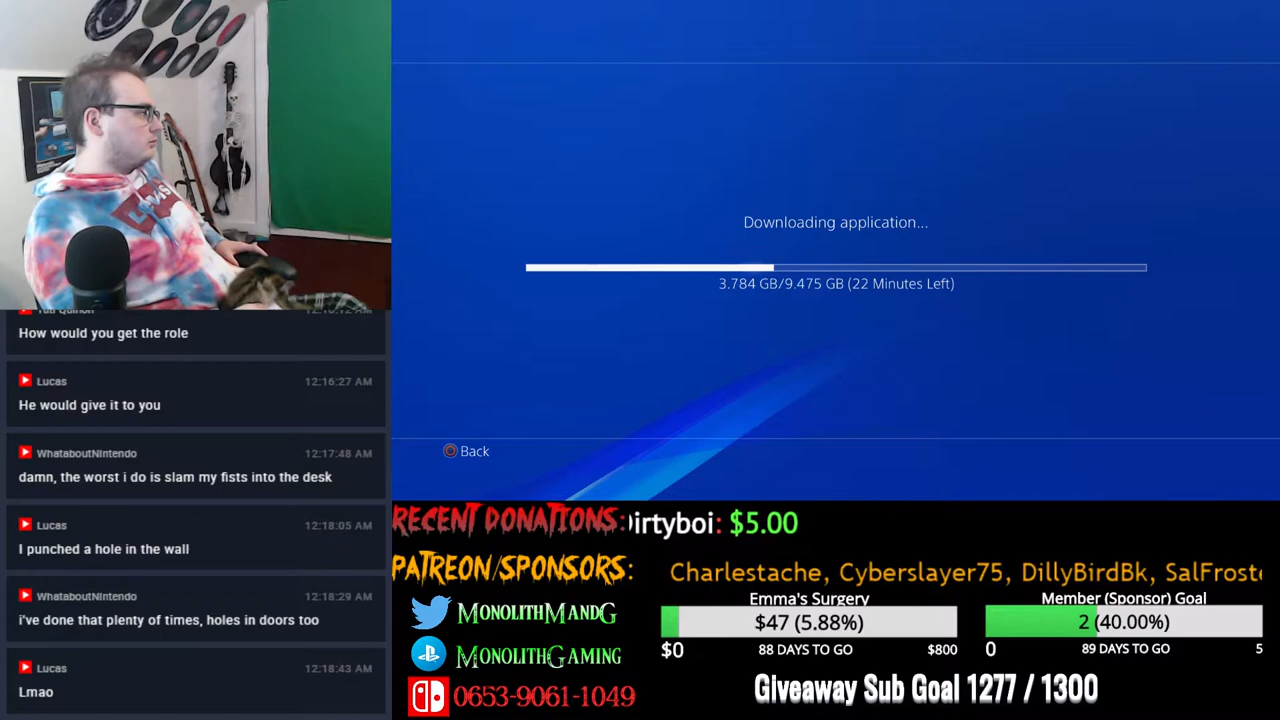 How would you get the role
Lucas 12:16:27 AM
He would give it to you
WhataboutNintendo 12:17:48 AM
damn, the worst i do is slam my fists into the desk
Lucas 12:18:05 AM
I punched a hole in the wall
WhataboutNintendo 12:18:29 AM
i've done that plenty of times, holes in doors too
Lucas 12:18:43 AM
Lmao
Downloading application...
3.784 GB/9.475 GB (22 Minutes Left)
Back
RECENT DONATIONS: irtyboi: $5.00
PATREON/SPONSORS: Charlestache, Cyberslayer75, DillyBirdBk, SalFroste
MonolithMandG
MonolithGaming
0653-9061-1049
Emma's Surgery
$47 (5.88%)
$0 88 DAYS TO GO $800
Member (Sponsor) Goal
2 (40.00%)
0 89 DAYS TO GO 5
Giveaway Sub Goal 1277 / 1300